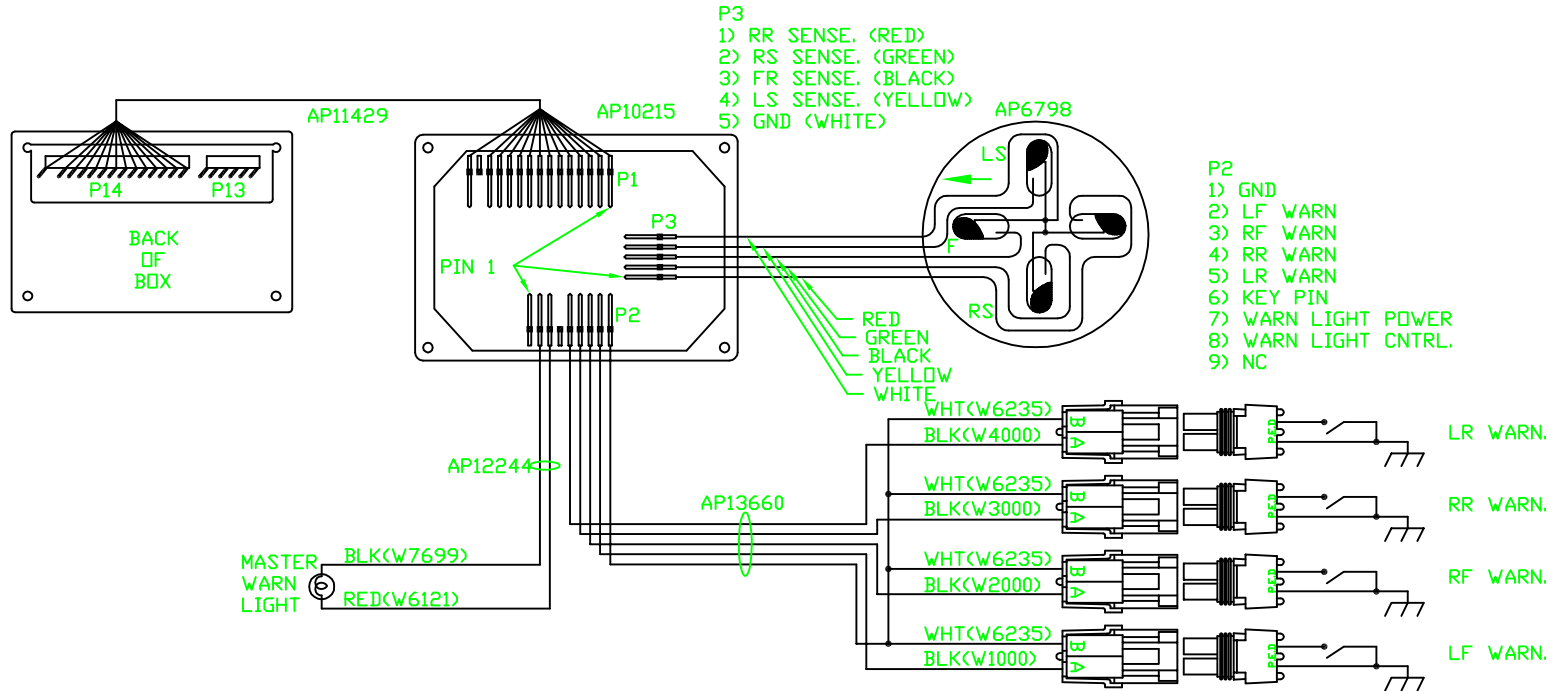 P3
1) RR SENSE. (RED)
2) RS SENSE. (GREEN)
3) FR SENSE. (BLACK)
4) LS SENSE. (YELLOW)
5) GND (WHITE)
AP11429
AP10215
AP6798
P14
P13
BACK
OF
BOX
P1
P3
PIN 1
P2
LS
F
RS
P2
1) GND
2) LF WARN
3) RF WARN
4) RR WARN
5) LR WARN
6) KEY PIN
7) WARN LIGHT POWER
8) WARN LIGHT CNTRL.
9) NC
RED
GREEN
BLACK
YELLOW
WHITE
AP12244
AP13660
MASTER
WARN
LIGHT
BLK(W7699)
RED(W6121)
WHT(W6235)
BLK(W4000)
B
A
P.E.D
LR WARN.
WHT(W6235)
BLK(W3000)
B
A
P.E.D
RR WARN.
WHT(W6235)
BLK(W2000)
B
A
P.E.D
RF WARN.
WHT(W6235)
BLK(W1000)
B
A
P.E.D
LF WARN.